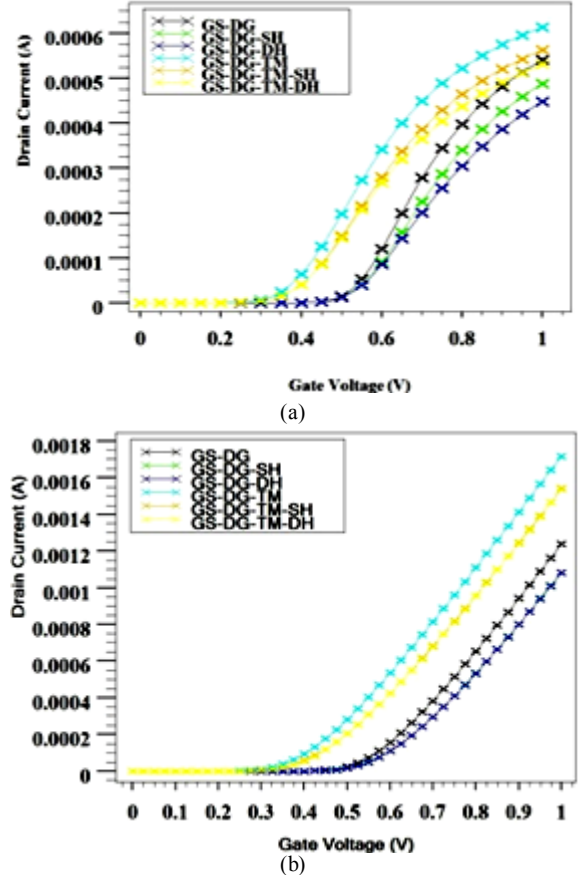 0.0006
0.0005
0.0004
0.0003
0.0002
0.0001
0
Drain Current (A)
GS-DG
GS-DG-SH
GS-DG-DH
GS-DG-TM
GS-DG-TM-SH
GS-DG-TM-DH
0 0.2 0.4 0.6 0.8 1
Gate Voltage (V)
(a)
0.0018
0.0016
0.0014
0.0012
0.001
0.0008
0.0006
0.0004
0.0002
0
Drain Current (A)
GS-DG
GS-DG-SH
GS-DG-DH
GS-DG-TM
GS-DG-TM-SH
GS-DG-TM-DH
0 0.1 0.2 0.3 0.4 0.5 0.6 0.7 0.8 0.9 1
Gate Voltage (V)
(b)